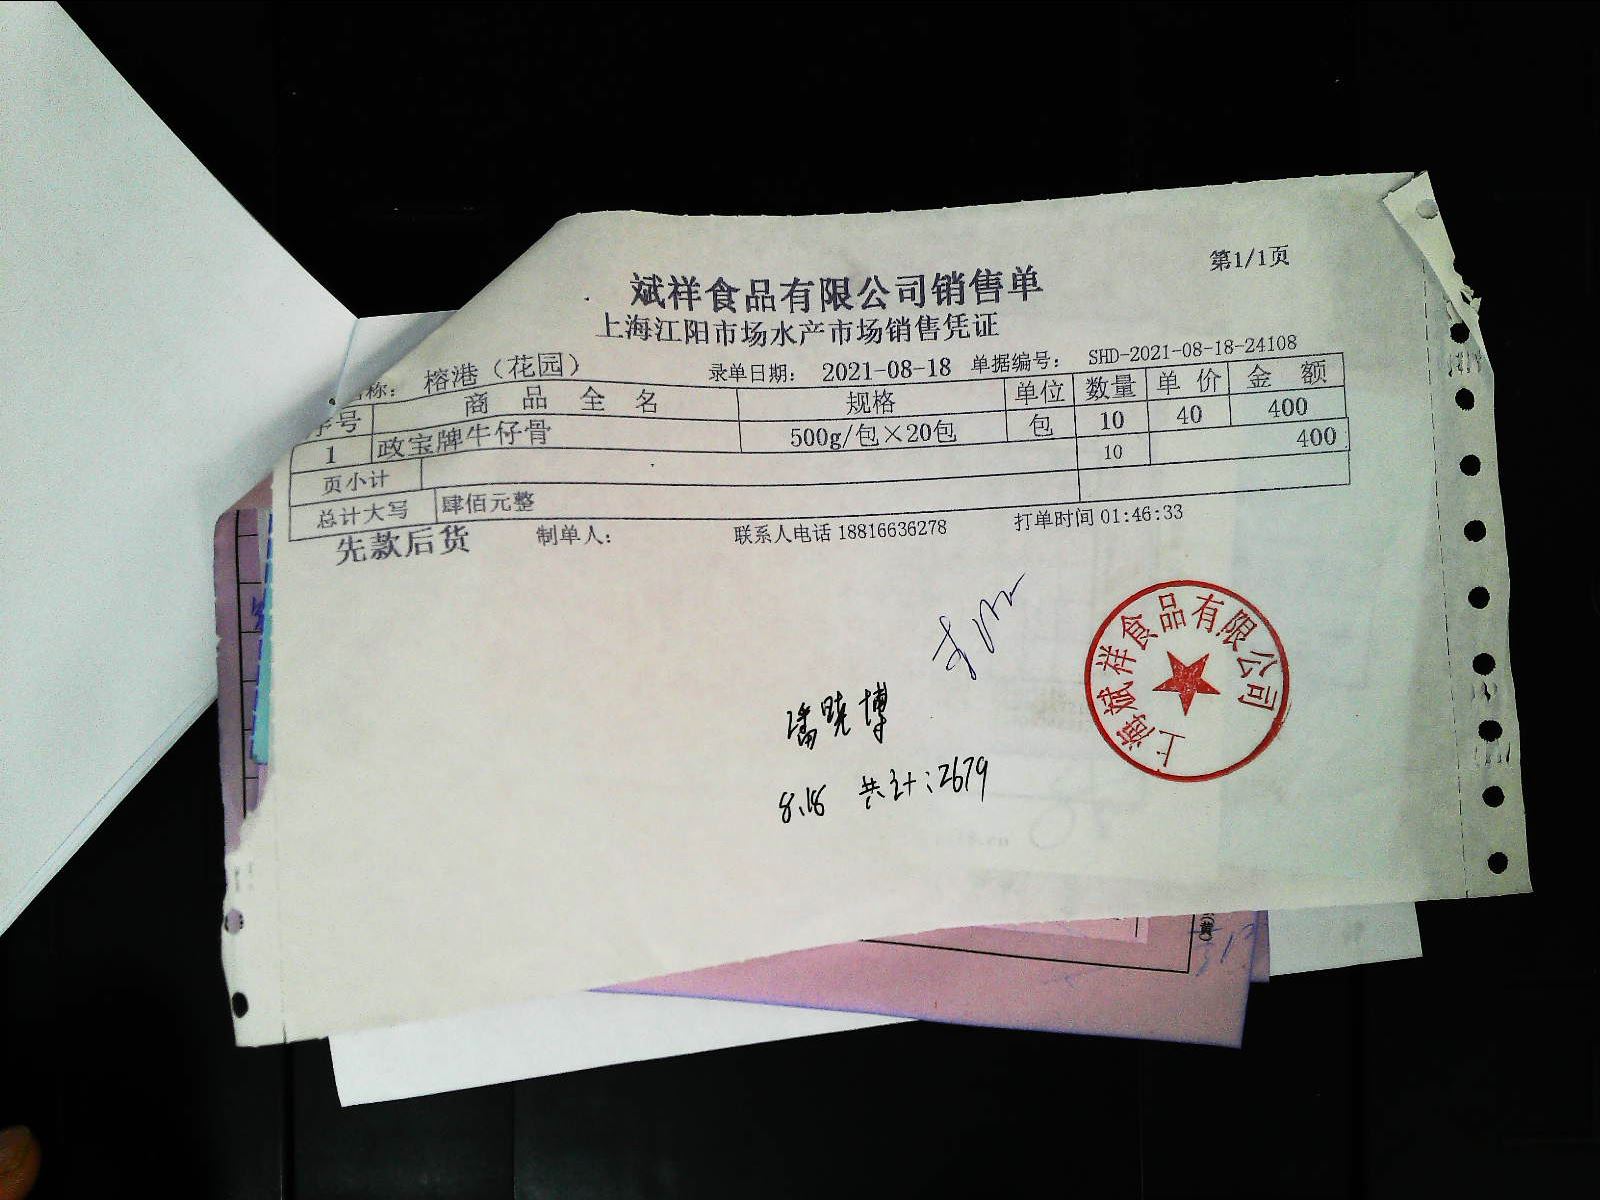 第1/1页
斌祥食品有限公司销售单
上海江阳市场水产市场销售凭证
称： 榕港（花园） 录单日期： 2021-08-18 单据编号： SHD-2021-08-18-24108
序号 商品全名 规格 单位 数量 单价 金额
1 政宝牌牛仔骨 500g/包×20包 包 10 40 400
页小计 10 400
总计大写 肆佰元整
先款后货 制单人： 联系人电话 18816636278 打单时间 01:46:33
上海斌祥食品有限公司
潘晓博
8.18 共计：2679
(黄)